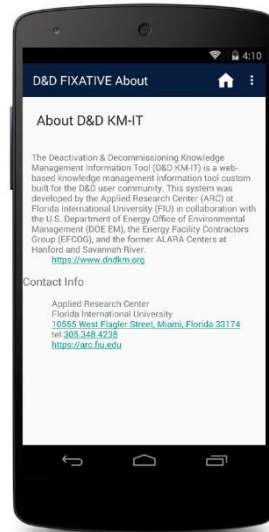 4:10
D&D FIXATIVE About
About D&D KM-IT
The Deactivation & Decommissioning Knowledge
Management Information Tool (D&D KM-IT) is a web-
based knowledge management information tool custom
built for the D&D user community. This system was
developed by the Applied Research Center (ARC) at
Florida International University (FIU) in collaboration with
the U.S. Department of Energy Office of Environmental
Management (DOE EM), the Energy Facility Contractors
Group (EFCOG), and the former ALARA Centers at
Hanford and Savannah River.
https://www.dndkm.org
Contact Info
Applied Research Center
Florida International University
10555 West Flagler Street, Miami, Florida 33174
tel:305.348.4238
https://arc.fiu.edu